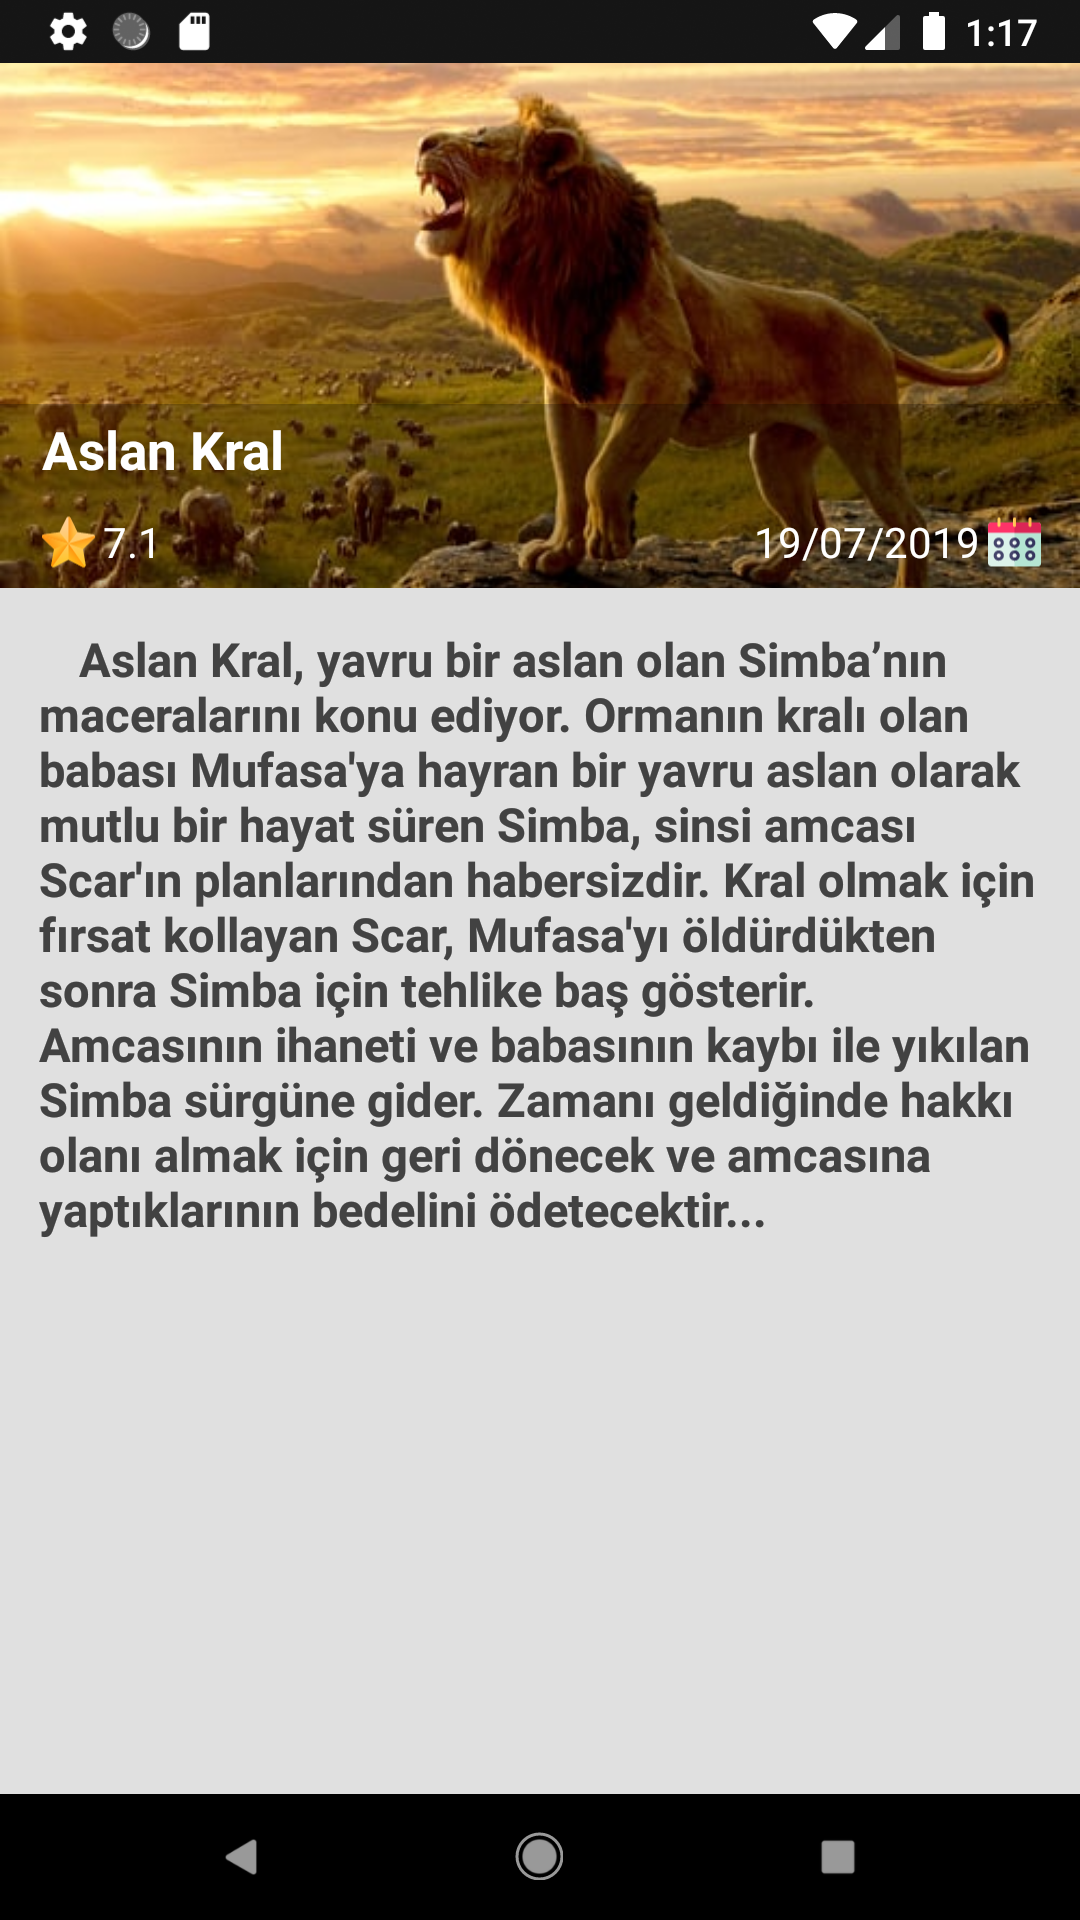 1:17
Aslan Kral
7.1
19/07/2019
Aslan Kral, yavru bir aslan olan Simba’nın
maceralarını konu ediyor. Ormanın kralı olan
babası Mufasa'ya hayran bir yavru aslan olarak
mutlu bir hayat süren Simba, sinsi amcası
Scar'ın planlarından habersizdir. Kral olmak için
fırsat kollayan Scar, Mufasa'yı öldürdükten
sonra Simba için tehlike baş gösterir.
Amcasının ihaneti ve babasının kaybı ile yıkılan
Simba sürgüne gider. Zamanı geldiğinde hakkı
olanı almak için geri dönecek ve amcasına
yaptıklarının bedelini ödetecektir...